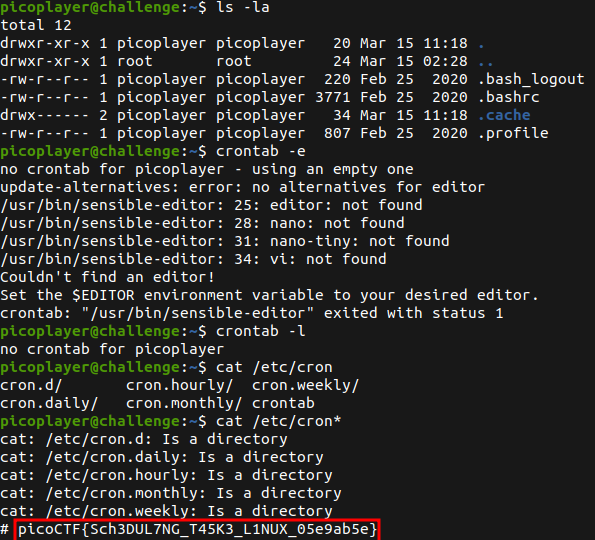 picoplayer@challenge:~$ ls -la
total 12
drwxr-xr-x 1 picoplayer picoplayer   20 Mar 15 11:18 .
drwxr-xr-x 1 root       root         24 Mar 15 02:28 ..
-rw-r--r-- 1 picoplayer picoplayer  220 Feb 25  2020 .bash_logout
-rw-r--r-- 1 picoplayer picoplayer 3771 Feb 25  2020 .bashrc
drwx------ 2 picoplayer picoplayer   34 Mar 15 11:18 .cache
-rw-r--r-- 1 picoplayer picoplayer  807 Feb 25  2020 .profile
picoplayer@challenge:~$ crontab -e
no crontab for picoplayer - using an empty one
update-alternatives: error: no alternatives for editor
/usr/bin/sensible-editor: 25: editor: not found
/usr/bin/sensible-editor: 28: nano: not found
/usr/bin/sensible-editor: 31: nano-tiny: not found
/usr/bin/sensible-editor: 34: vi: not found
Couldn't find an editor!
Set the $EDITOR environment variable to your desired editor.
crontab: "/usr/bin/sensible-editor" exited with status 1
picoplayer@challenge:~$ crontab -l
no crontab for picoplayer
picoplayer@challenge:~$ cat /etc/cron
cron.d/       cron.hourly/  cron.weekly/
cron.daily/   cron.monthly/ crontab
picoplayer@challenge:~$ cat /etc/cron*
cat: /etc/cron.d: Is a directory
cat: /etc/cron.daily: Is a directory
cat: /etc/cron.hourly: Is a directory
cat: /etc/cron.monthly: Is a directory
cat: /etc/cron.weekly: Is a directory
# picoCTF{Sch3DUL7NG_T45K3_L1NUX_05e9ab5e}